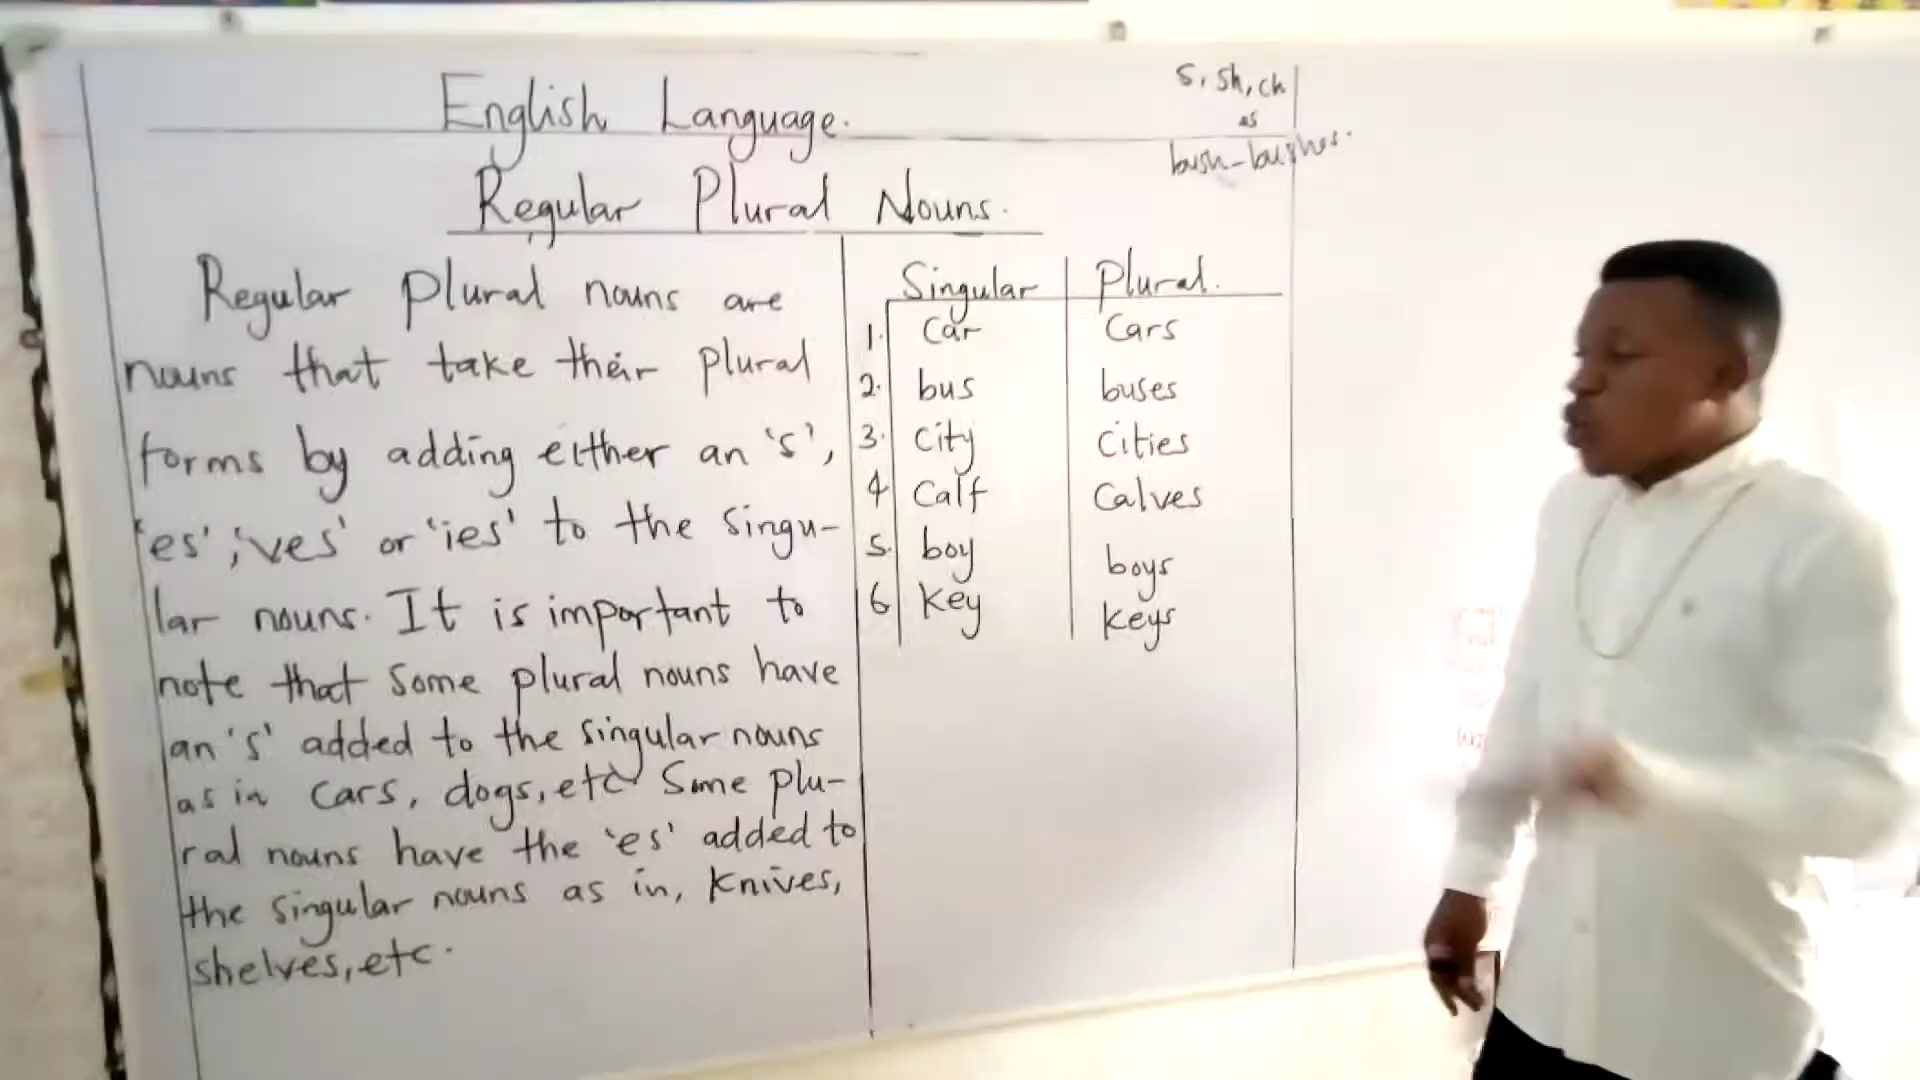 English Language.
s, sh, ch
as
bush-bushes.
Regular Plural Nouns.
Regular Plural nouns are
nouns that take their plural
forms by adding either an 's',
'es', 'ves' or 'ies' to the singu-
lar nouns. It is important to
note that some plural nouns have
an 's' added to the singular nouns
as in cars, dogs, etc Some plu-
ral nouns have the 'es' added to
the singular nouns as in, knives,
shelves, etc.
Singular Plural.
1. Car Cars
2. bus buses
3. City Cities
4 Calf Calves
5. boy boys
6 Key Keys